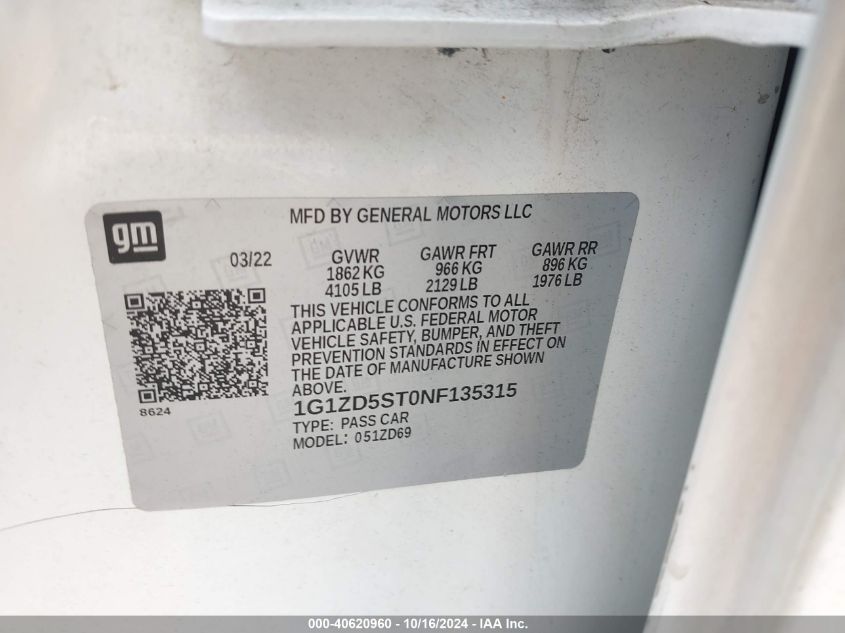 gm
MFD BY GENERAL MOTORS LLC
03/22
GVWR GAWR FRT GAWR RR
1862 KG 966 KG 896 KG
4105 LB 2129 LB 1976 LB
THIS VEHICLE CONFORMS TO ALL
APPLICABLE U.S. FEDERAL MOTOR
VEHICLE SAFETY, BUMPER, AND THEFT
PREVENTION STANDARDS IN EFFECT ON
THE DATE OF MANUFACTURE SHOWN
ABOVE.
8624
1G1ZD5ST0NF135315
TYPE: PASS CAR
MODEL: 051ZD69
000-40620960 - 10/16/2024 - IAA Inc.